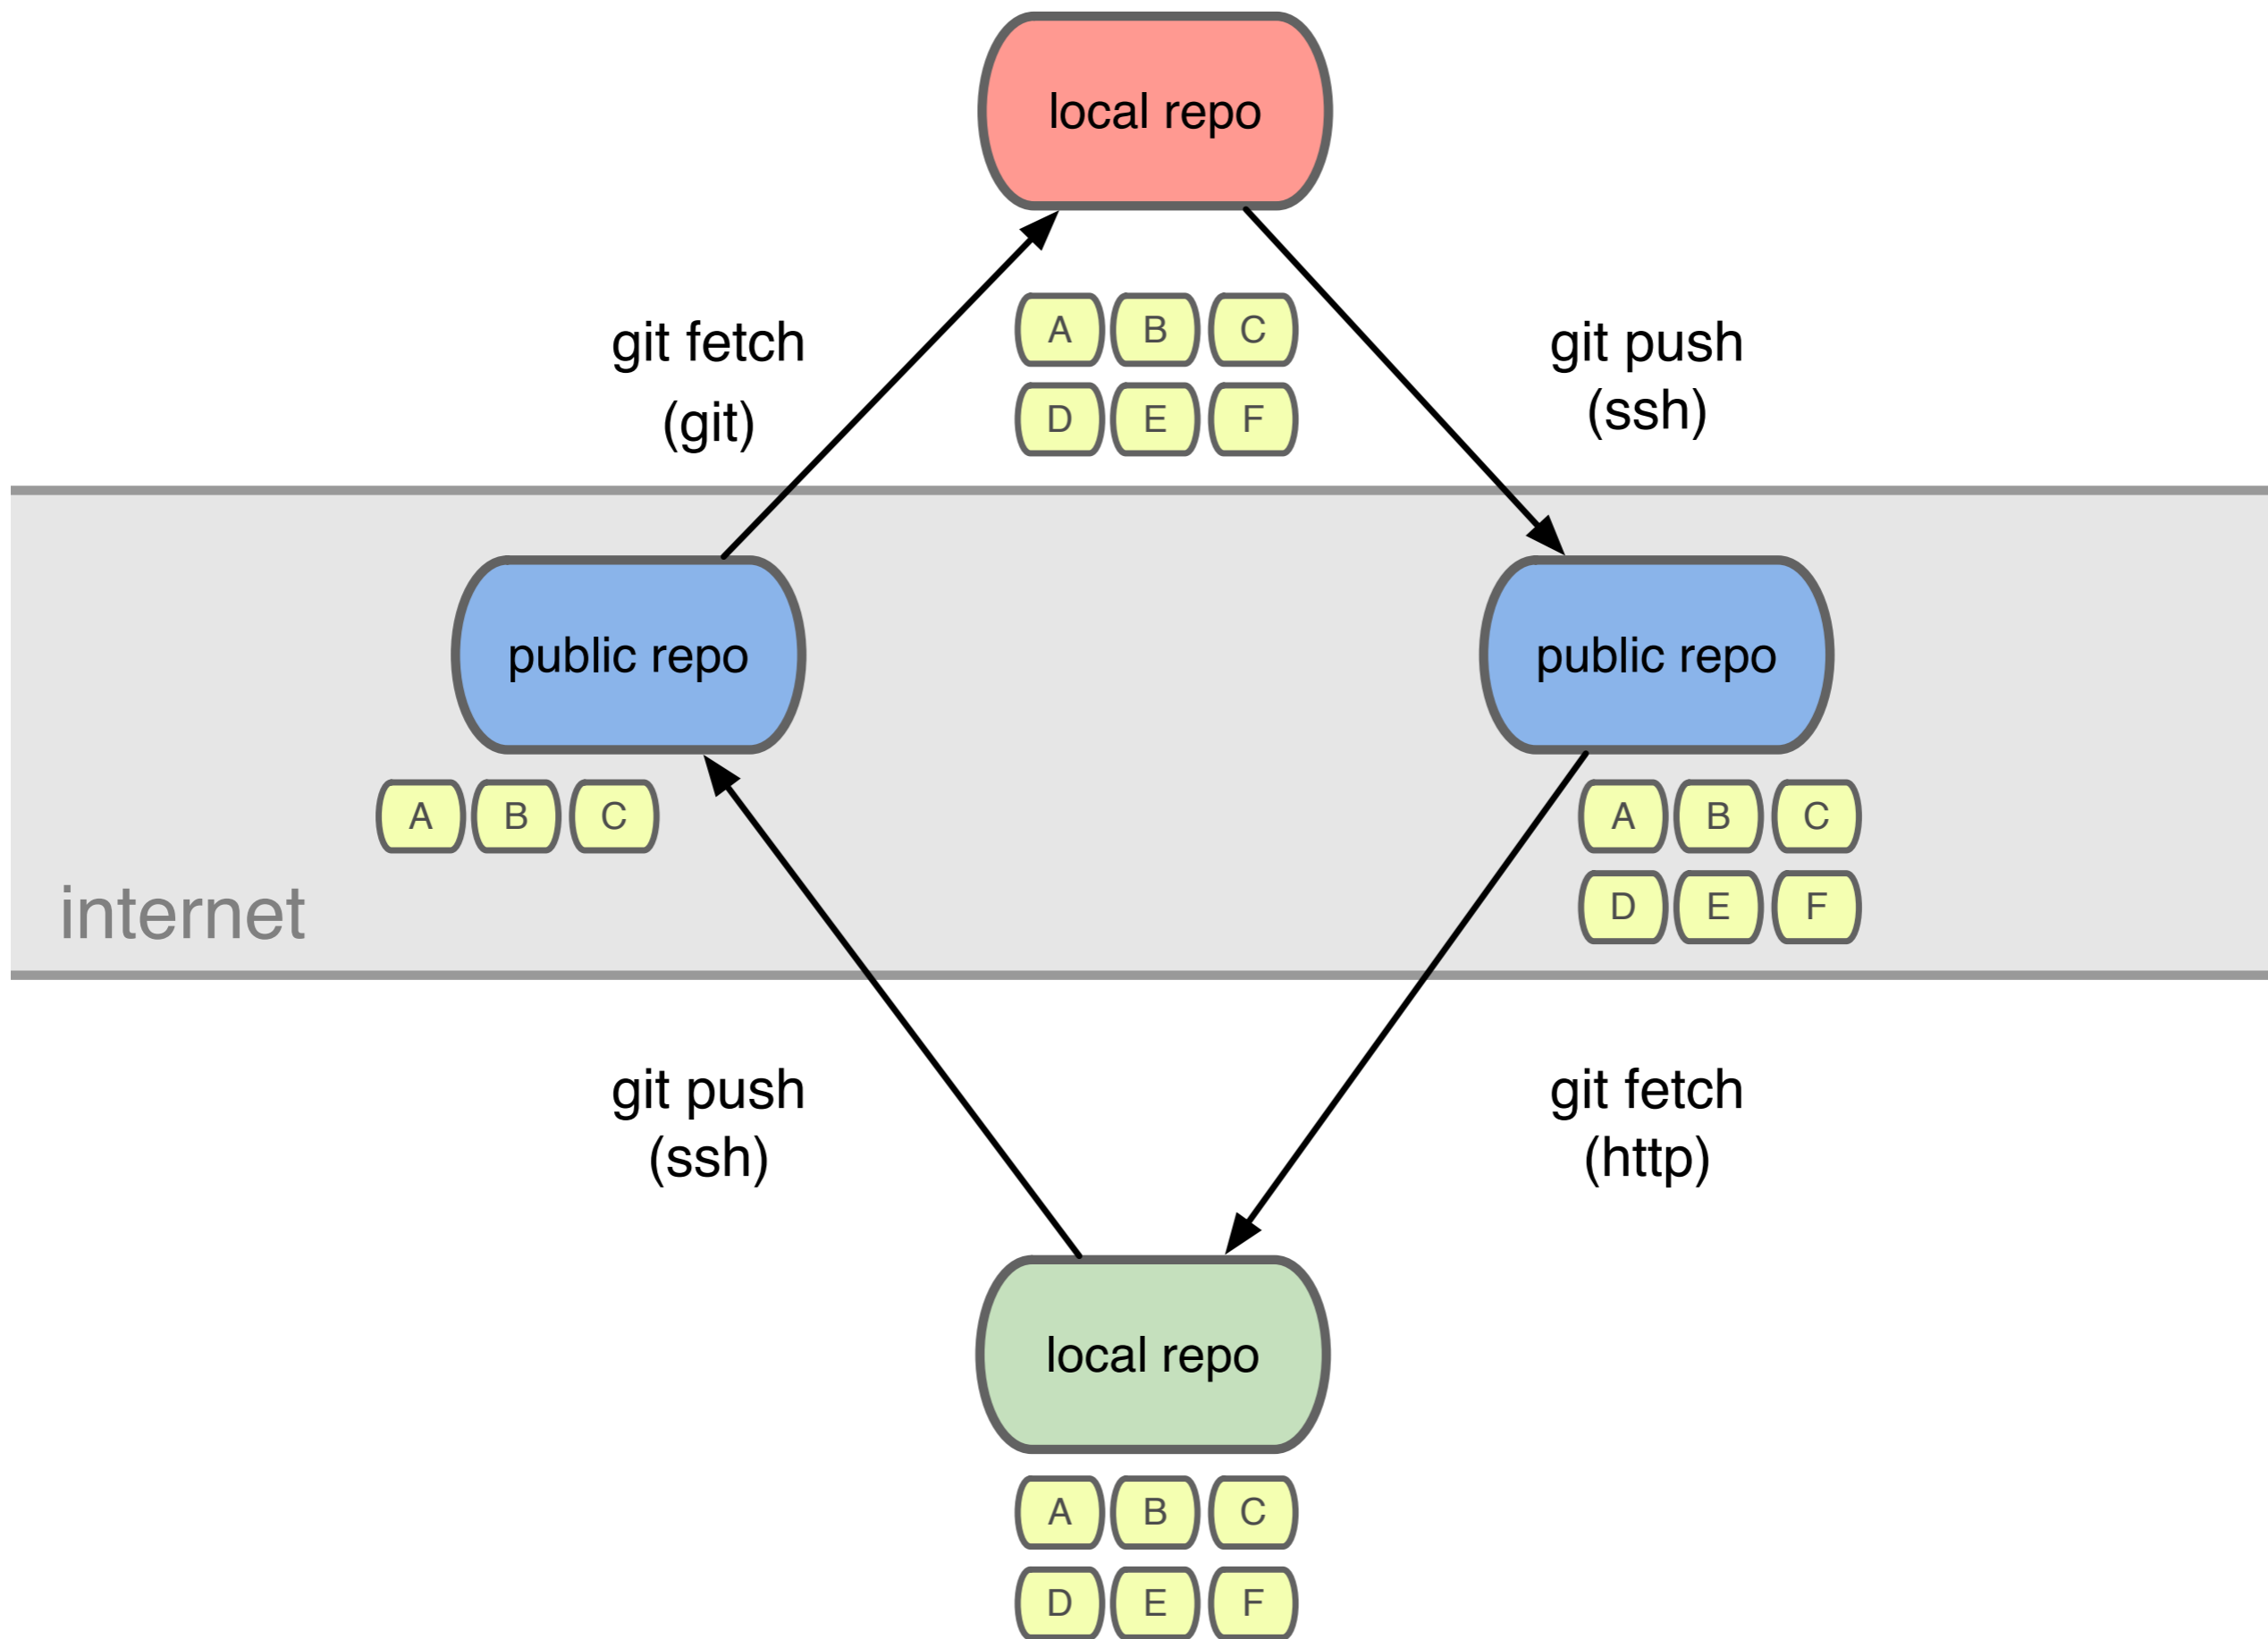 local repo
A B C
git fetch
(git)
git push
(ssh)
D E F
public repo
public repo
A B C
A B C
internet
D E F
git push
(ssh)
git fetch
(http)
local repo
A B C
D E F